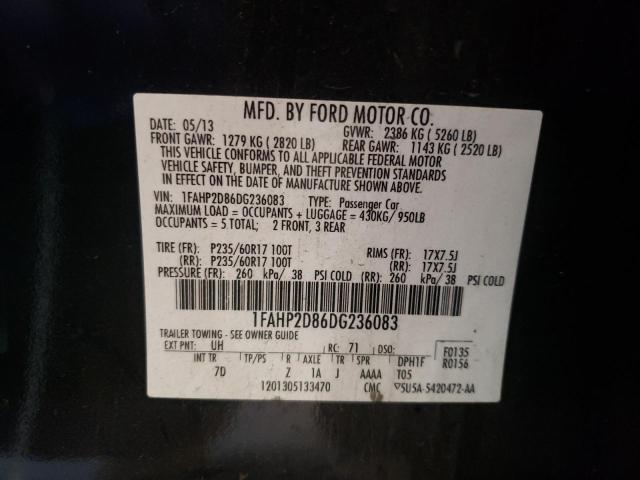 MFD. BY FORD MOTOR CO.
DATE: 05/13 GVWR: 2386 KG ( 5260 LB)
FRONT GAWR: 1279 KG ( 2820 LB) REAR GAWR: 1143 KG ( 2520 LB)
THIS VEHICLE CONFORMS TO ALL APPLICABLE FEDERAL MOTOR
VEHICLE SAFETY, BUMPER, AND THEFT PREVENTION STANDARDS
IN EFFECT ON THE DATE OF MANUFACTURE SHOWN ABOVE.
VIN: 1FAHP2D86DG236083 TYPE: Passenger Car
MAXIMUM LOAD = OCCUPANTS + LUGGAGE = 430KG/ 950LB
OCCUPANTS = 5 TOTAL; 2 FRONT, 3 REAR
TIRE (FR): P235/60R17 100T RIMS (FR): 17X7.5J
(RR): P235/60R17 100T (RR): 17X7.5J
PRESSURE (FR): 260 kPa/ 38 PSI COLD (RR): 260 kPa/ 38 PSI COLD
1FAHP2D86DG236083
TRAILER TOWING - SEE OWNER GUIDE
EXT PNT: UH RC: 71 DSO: F0135
INT TR TP/PS R AXLE TR SPR DPH1F R0156
7D Z 1A J AAAA T05
1201305133470 CMC ▽5U5A-5420472-AA